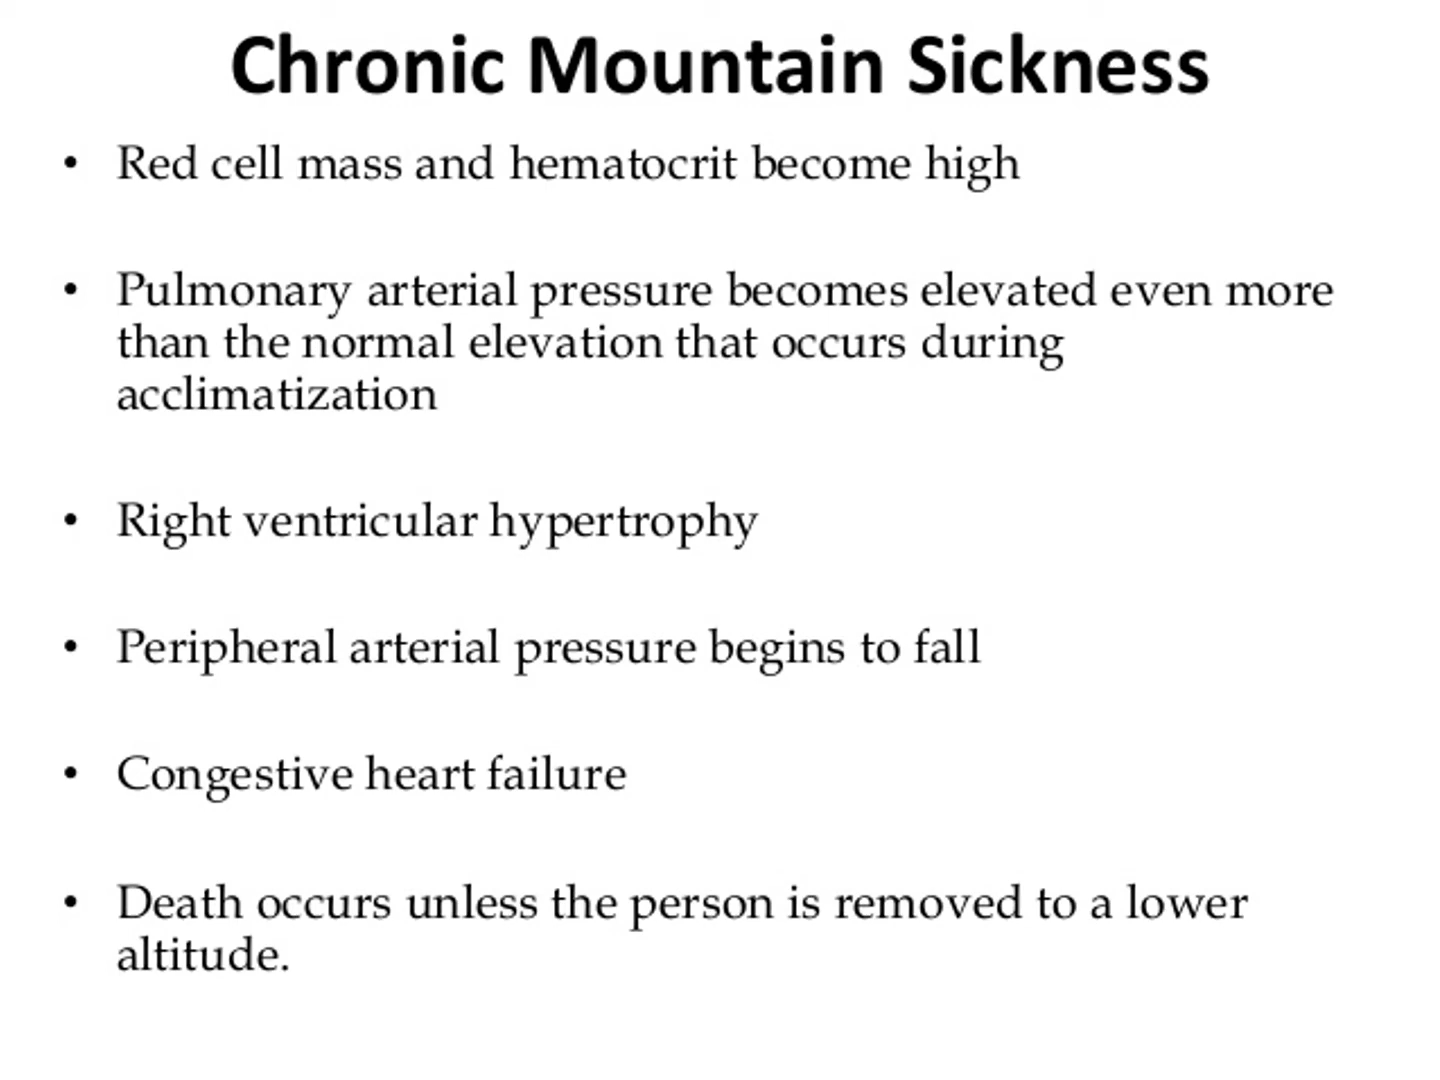 Chronic Mountain Sickness
• Red cell mass and hematocrit become high
• Pulmonary arterial pressure becomes elevated even more
than the normal elevation that occurs during
acclimatization
• Right ventricular hypertrophy
• Peripheral arterial pressure begins to fall
• Congestive heart failure
• Death occurs unless the person is removed to a lower
altitude.